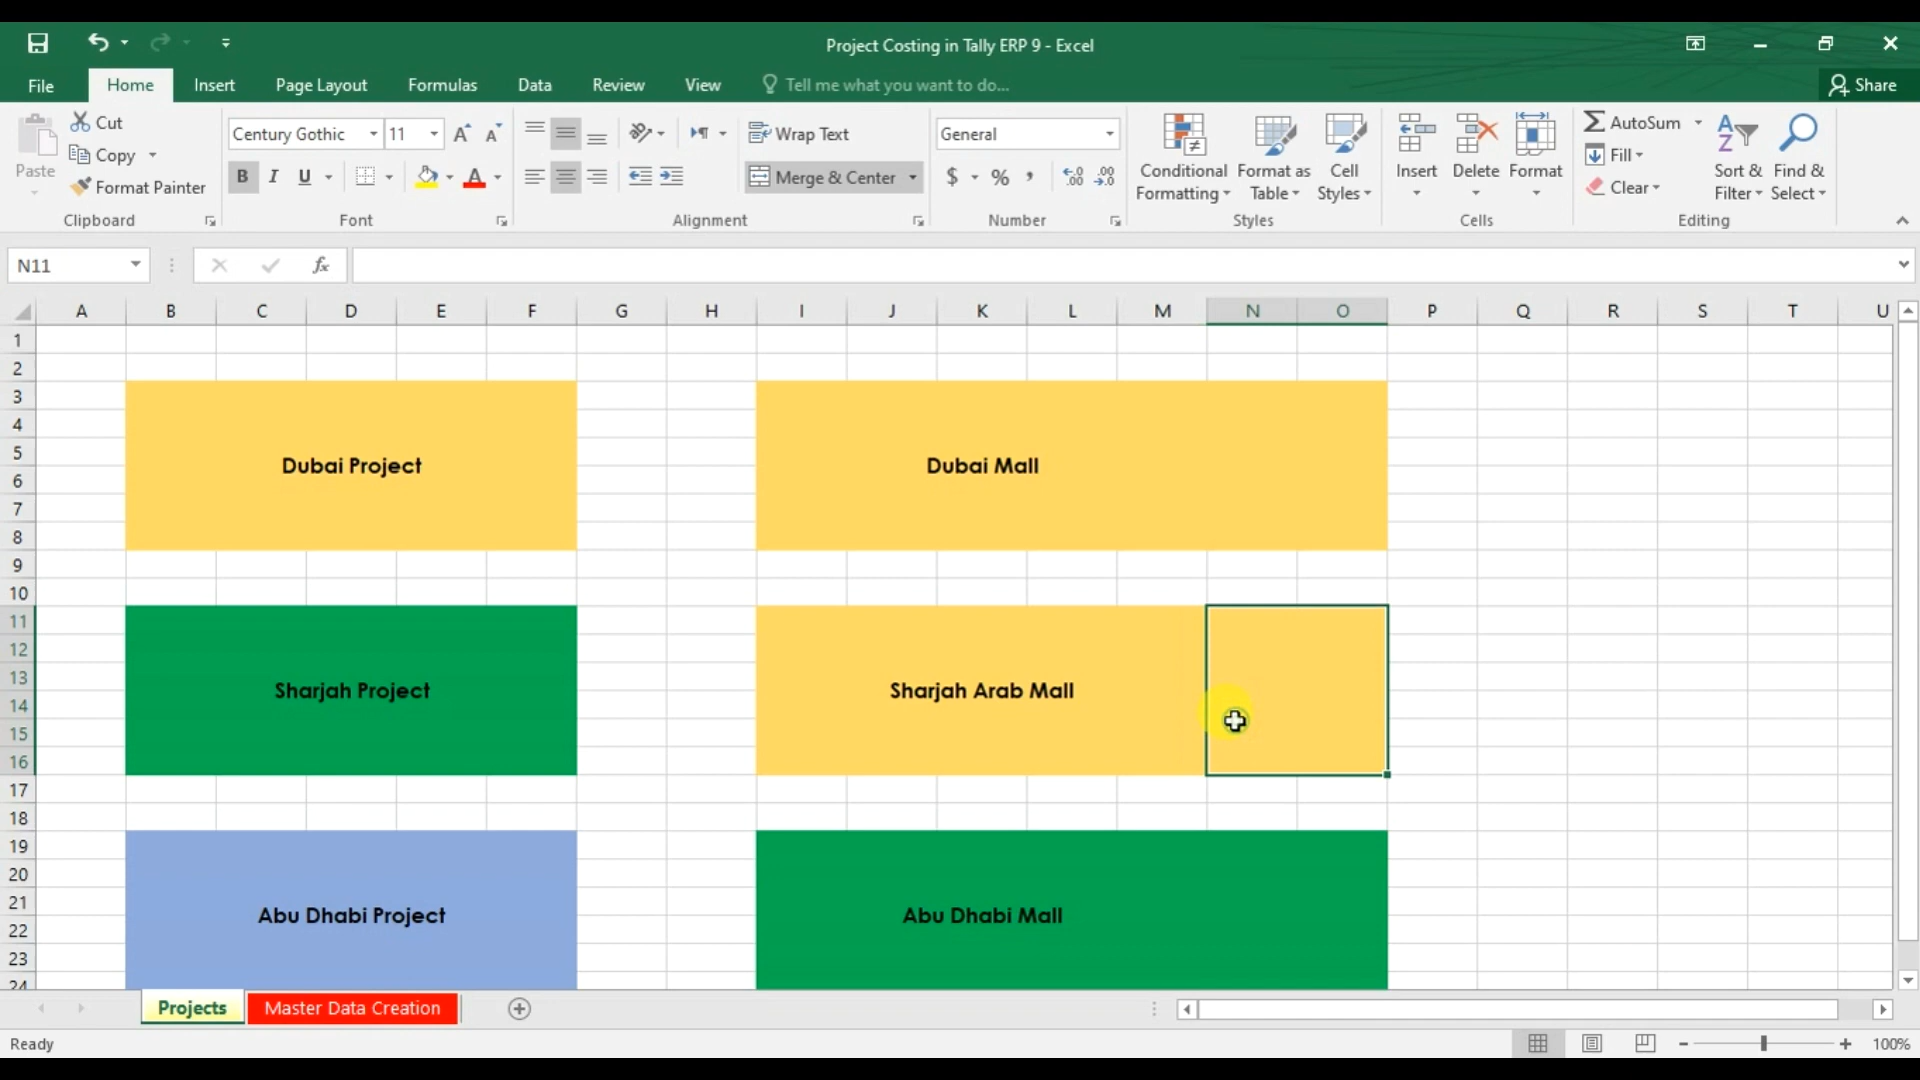 Project Costing in Tally ERP 9 - Excel
File Home Insert Page Layout Formulas Data Review View Tell me what you want to do... Share
Paste Cut Copy Format Painter
Clipboard
Century Gothic 11
B I U A
Font
Wrap Text
Merge & Center
Alignment
General
$ % ,
Number
Conditional Formatting Format as Table Cell Styles
Styles
Insert Delete Format
Cells
AutoSum Fill Clear Sort & Filter Find & Select
Editing
N11 fx
A B C D E F G H I J K L M N O P Q R S T U
1
2
3
4
5
Dubai Project Dubai Mall
6
7
8
9
10
11
12
13
Sharjah Project Sharjah Arab Mall
14
15
16
17
18
19
20
21
Abu Dhabi Project Abu Dhabi Mall
22
23
24
Projects Master Data Creation
Ready 100%